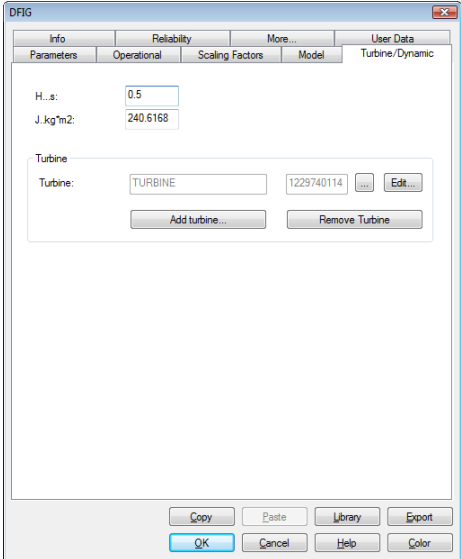 DFIG
Info Reliability More... User Data
Parameters Operational Scaling Factors Model Turbine/Dynamic
H...s: 0.5
J..kg*m2: 240.6168
Turbine
Turbine: TURBINE 1229740114 ... Edit...
Add turbine... Remove Turbine
Copy Paste Library Export
OK Cancel Help Color